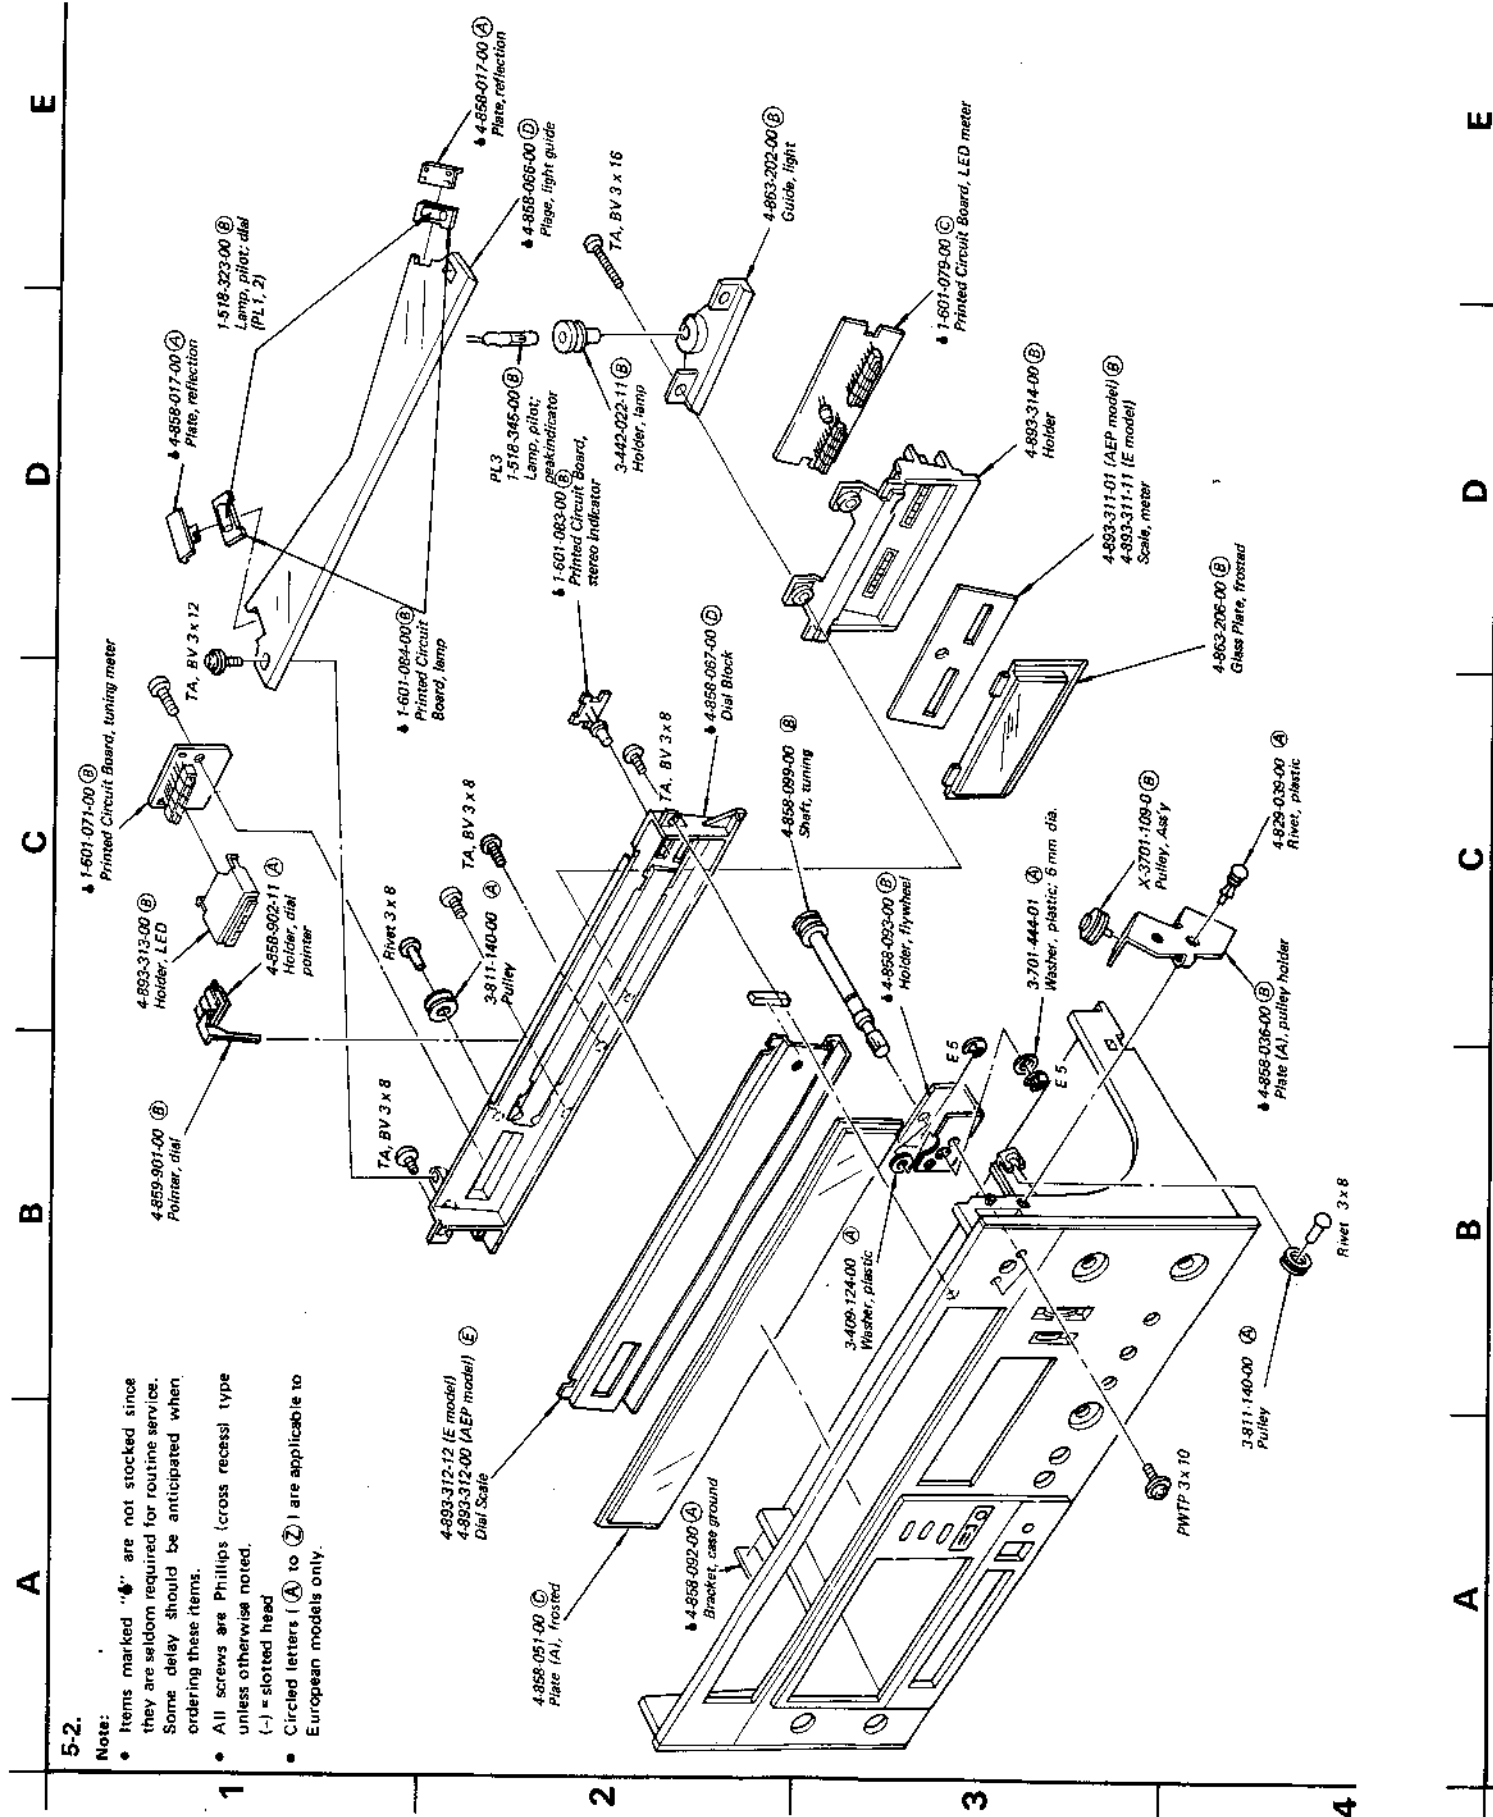 A
B
C
D
E
5-2.
Note:
• Items marked "" are not stocked since
they are seldom required for routine service.
Some delay should be anticipated when
ordering these items.
• All screws are Phillips (cross recess) type
unless otherwise noted.
(-) = slotted head
• Circled letters (Ⓐ to Ⓩ) are applicable to
European models only.
1
2
3
4
1-601-071-00 Ⓑ
Printed Circuit Board, tuning meter
4-893-313-00 Ⓑ
Holder, LED
4-858-902-11 Ⓐ
Holder, dial
pointer
4-859-901-00 Ⓑ
Pointer, dial
TA, BV 3 x 12
4-858-017-00 Ⓐ
Plate, reflection
1-518-323-00 Ⓑ
Lamp, pilot; dial
(PL1, 2)
4-858-017-00 Ⓐ
Plate, reflection
4-858-066-00 Ⓓ
Plage, light guide
1-601-084-00 Ⓑ
Printed Circuit
Board, lamp
TA, BV 3 x 8
Rivet 3 x 8
3-811-140-00 Ⓐ
Pulley
TA, BV 3 x 8
TA, BV 3 x 8
PL3
1-518-345-00 Ⓑ
Lamp, pilot;
peakindicator
1-601-083-00 Ⓑ
Printed Circuit Board,
stereo indicator
3-442-022-11 Ⓑ
Holder, lamp
TA, BV 3 x 16
4-863-202-00 Ⓑ
Guide, light
1-601-079-00 Ⓒ
Printed Circuit Board, LED meter
4-858-067-00 Ⓓ
Dial Block
4-893-314-00 Ⓑ
Holder
4-893-311-01 (AEP model) Ⓑ
4-893-311-11 (E model)
Scale, meter
4-863-206-00 Ⓑ
Glass Plate, frosted
4-893-312-12 (E model) Ⓔ
4-893-312-00 (AEP model)
Dial Scale
4-858-051-00 Ⓒ
Plate (A), frosted
4-858-092-00 Ⓐ
Bracket, case ground
4-858-099-00 Ⓑ
Shaft, tuning
4-858-093-00 Ⓑ
Holder, flywheel
E 5
3-701-444-01 Ⓐ
Washer, plastic; 6 mm dia.
E 5
3-409-124-00 Ⓐ
Washer, plastic
X-3701-109-0 Ⓑ
Pulley, Ass'y
4-829-039-00 Ⓐ
Rivet, plastic
4-858-036-00 Ⓑ
Plate (A), pulley holder
Rivet 3 x 8
3-811-140-00 Ⓐ
Pulley
PWTP 3 x 10
A
B
C
D
E